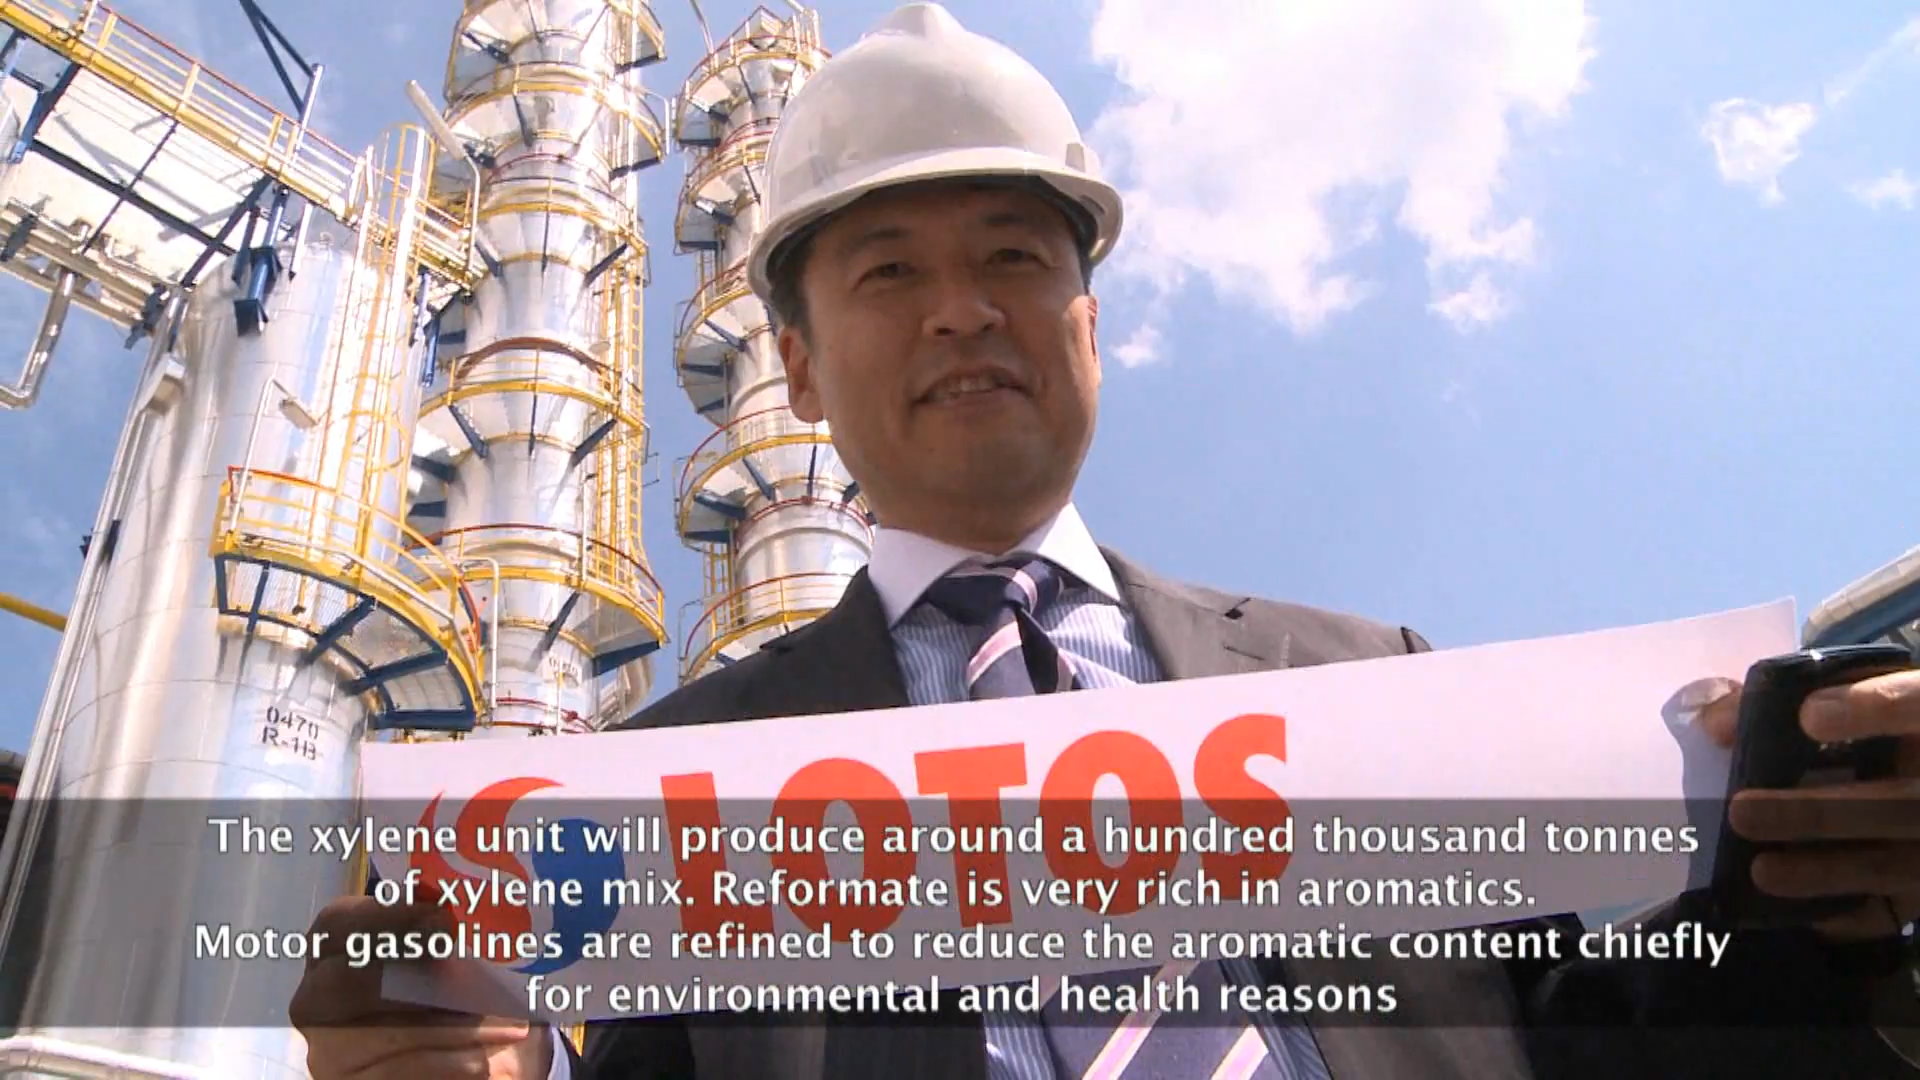 0470
R-1B
LOTOS
The xylene unit will produce around a hundred thousand tonnes
of xylene mix. Reformate is very rich in aromatics.
Motor gasolines are refined to reduce the aromatic content chiefly
for environmental and health reasons